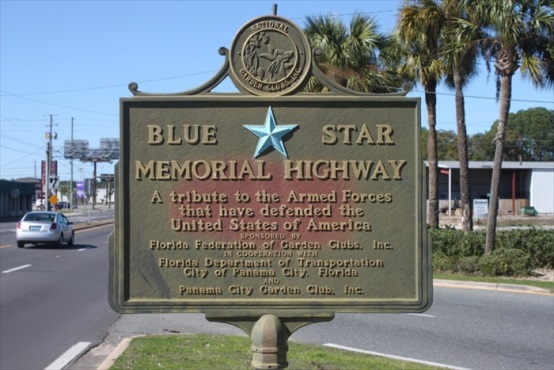 NATIONAL
GARDEN CLUBS, INC.
BLUE STAR
MEMORIAL HIGHWAY
A tribute to the Armed Forces
that have defended the
United States of America
SPONSORED BY
Florida Federation of Garden Clubs, Inc.
IN COOPERATION WITH
Florida Department of Transportation
City of Panama City, Florida
AND
Panama City Garden Club, Inc.